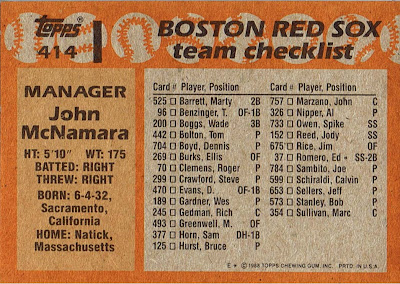 Topps
414
BOSTON RED SOX
team checklist
MANAGER
John
McNamara
HT: 5'10" WT: 175
BATTED: RIGHT
THREW: RIGHT
BORN: 6-4-32,
Sacramento,
California
HOME: Natick,
Massachusetts
Card # Player, Position
525 □ Barrett, Marty 2B
96 □ Benzinger, T. OF-1B
200 □ Boggs, Wade 3B
442 □ Bolton, Tom P
704 □ Boyd, Dennis P
269 □ Burks, Ellis OF
70 □ Clemens, Roger P
299 □ Crawford, Steve P
470 □ Evans, D. OF-1B
189 □ Gardner, Wes P
245 □ Gedman, Rich C
493 □ Greenwell, M. OF
377 □ Horn, Sam DH-1B
125 □ Hurst, Bruce P
Card # Player, Position
757 □ Marzano, John C
326 □ Nipper, Al P
733 □ Owen, Spike SS
152 □ Reed, Jody SS
675 □ Rice, Jim OF
37 □ Romero, Ed • SS-2B
784 □ Sambito, Joe P
599 □ Schiraldi, Calvin P
653 □ Sellers, Jeff P
573 □ Stanley, Bob P
354 □ Sullivan, Marc C
E * © 1988 TOPPS CHEWING GUM, INC. PRTD. IN U.S.A.